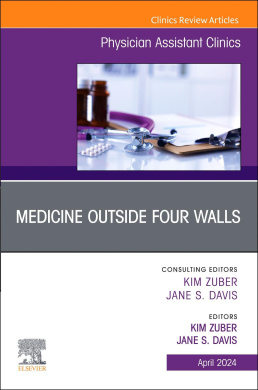 Clinics Review Articles
Physician Assistant Clinics
MEDICINE OUTSIDE FOUR WALLS
CONSULTING EDITORS
KIM ZUBER
JANE S. DAVIS
EDITORS
KIM ZUBER
JANE S. DAVIS
ELSEVIER
April 2024